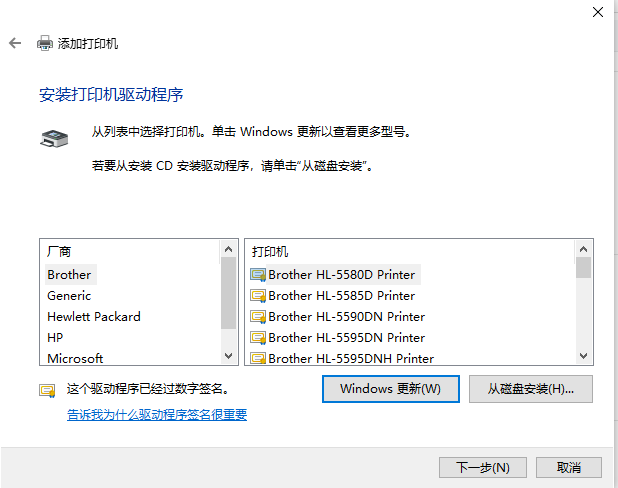 添加打印机
安装打印机驱动程序
从列表中选择打印机。单击 Windows 更新以查看更多型号。
若要从安装 CD 安装驱动程序，请单击“从磁盘安装”。
厂商
Brother
Generic
Hewlett Packard
HP
Microsoft
打印机
Brother HL-5580D Printer
Brother HL-5585D Printer
Brother HL-5590DN Printer
Brother HL-5595DN Printer
Brother HL-5595DNH Printer
这个驱动程序已经过数字签名。
告诉我为什么驱动程序签名很重要
Windows 更新(W)
从磁盘安装(H)...
下一步(N)
取消